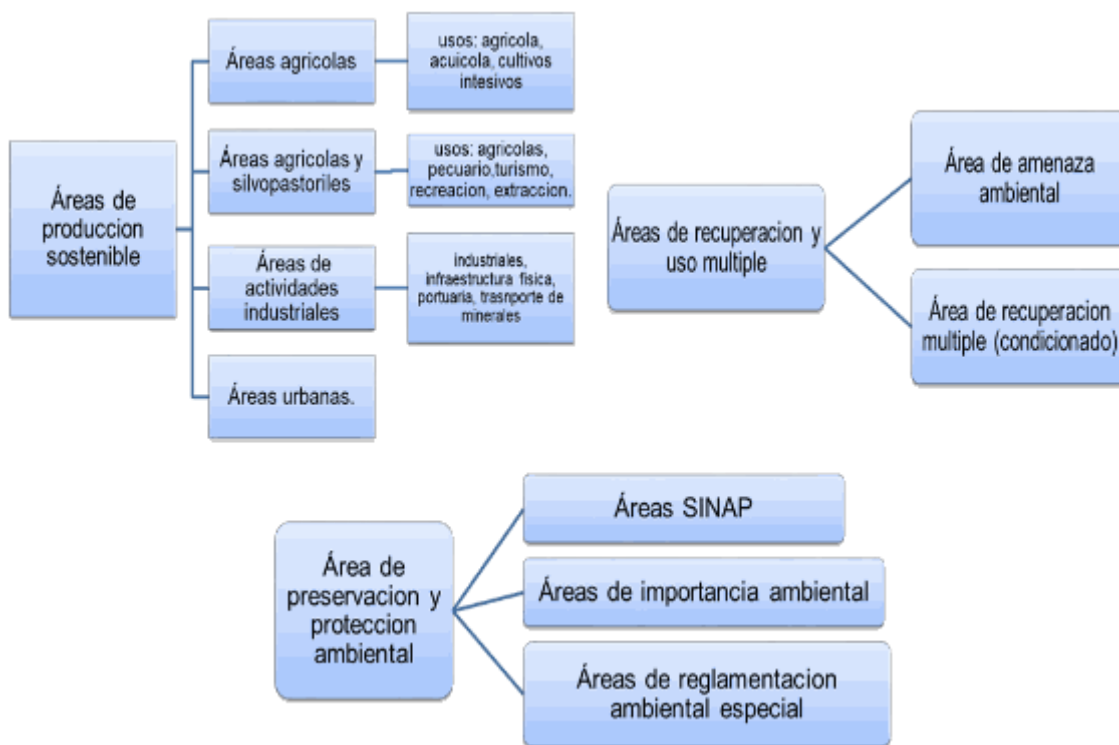 Áreas de
produccion
sostenible
Áreas agricolas
usos: agricola,
acuicola, cultivos
intesivos
Áreas agricolas y
silvopastoriles
usos: agricolas,
pecuario,turismo,
recreacion, extraccion.
Áreas de
actividades
industriales
industriales,
infraestructura física,
portuaria, trasnporte de
minerales
Áreas urbanas.
Áreas de recuperacion y
uso multiple
Área de amenaza
ambiental
Área de recuperacion
multiple (condicionado)
Área de
preservacion y
proteccion
ambiental
Áreas SINAP
Áreas de importancia ambiental
Áreas de reglamentacion
ambiental especial